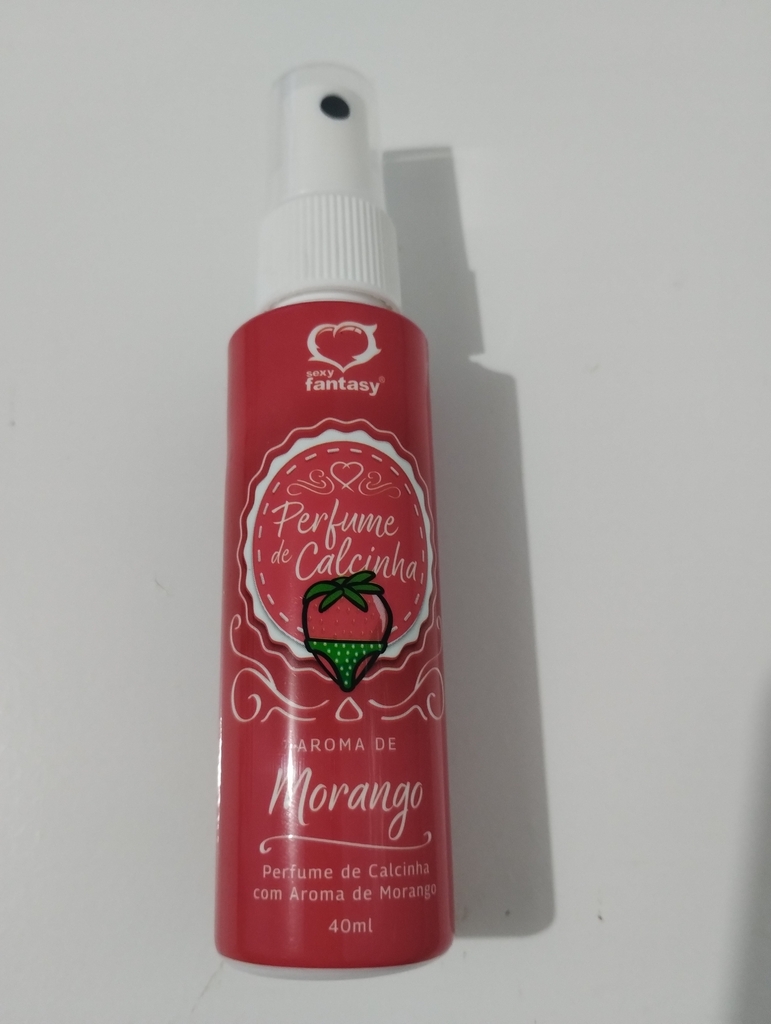 sexy
fantasy®
Perfume
de Calcinha
AROMA DE
Morango
Perfume de Calcinha
com Aroma de Morango
40ml